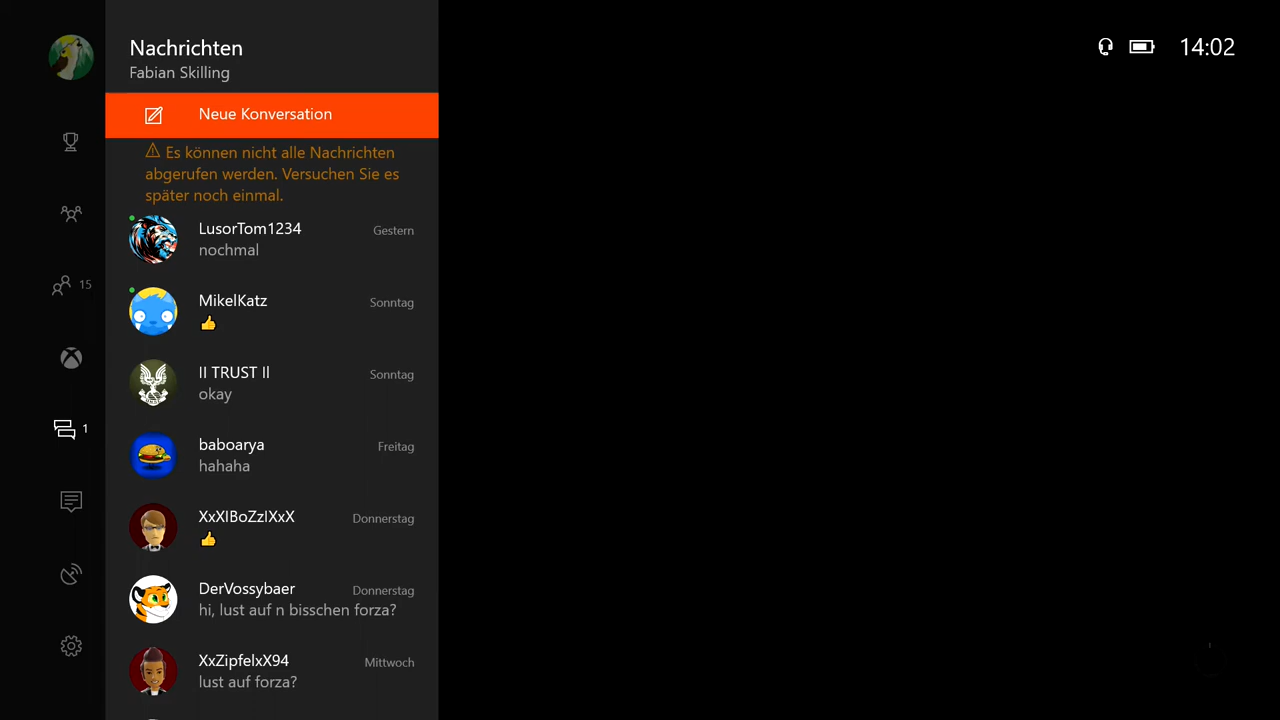 Nachrichten
Fabian Skilling
14:02
Neue Konversation
Es können nicht alle Nachrichten
abgerufen werden. Versuchen Sie es
später noch einmal.
LusorTom1234 Gestern
nochmal
MikelKatz Sonntag
👍
II TRUST Il Sonntag
okay
baboarya Freitag
hahaha
XxXIBoZzIXxX Donnerstag
👍
DerVossybaer Donnerstag
hi, lust auf n bisschen forza?
XxZipfelxX94 Mittwoch
lust auf forza?
15
1